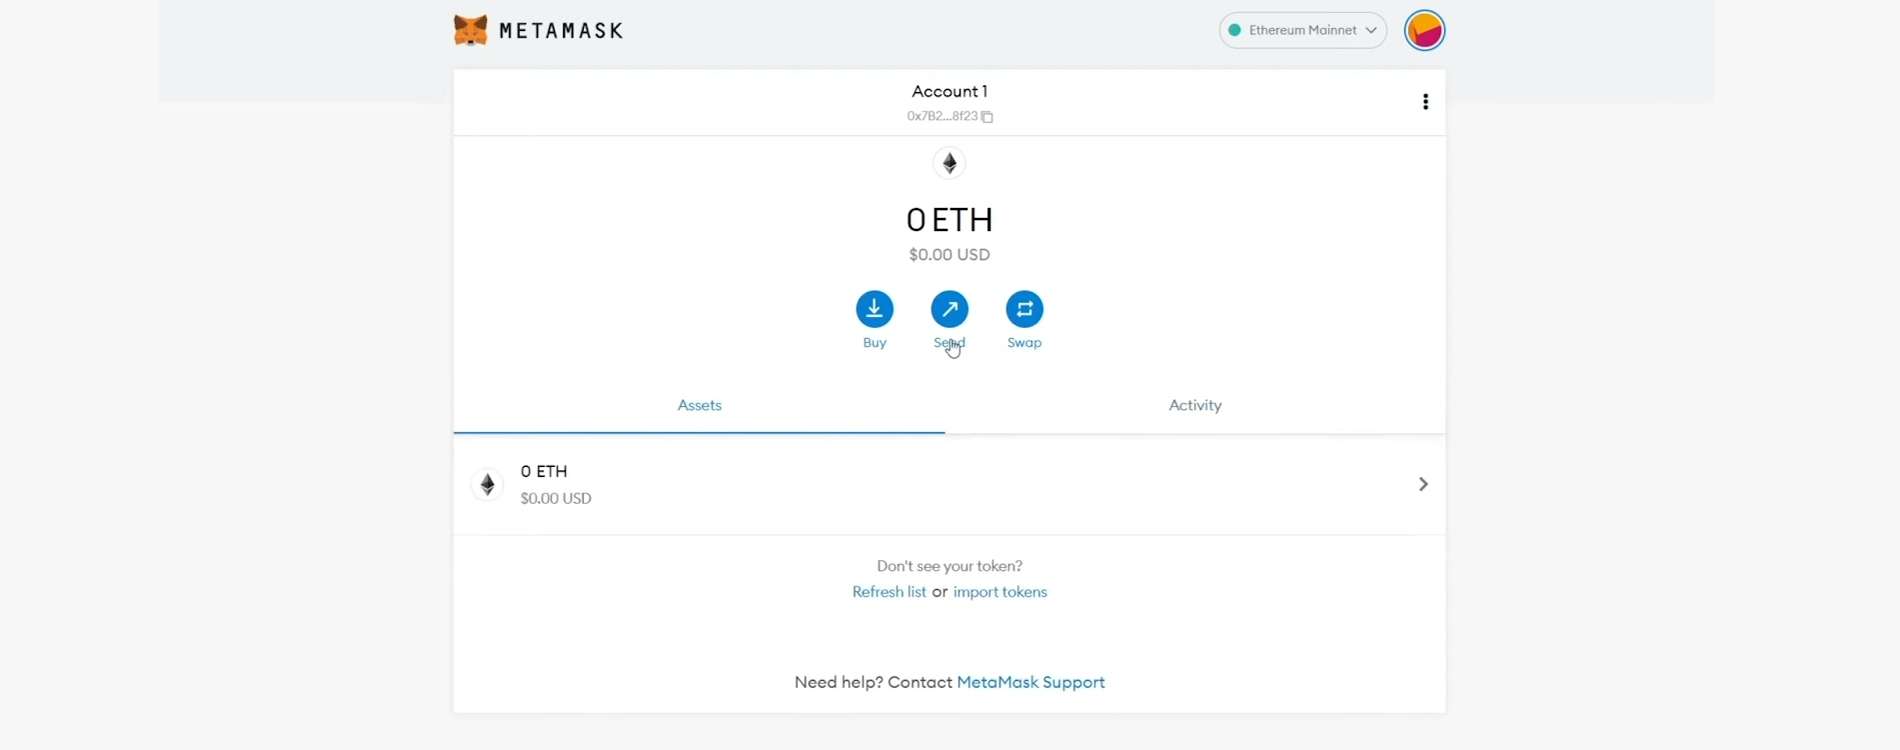 METAMASK
Ethereum Mainnet
Account 1
0x7B2...8f23
0 ETH
$0.00 USD
Buy Send Swap
Assets Activity
0 ETH
$0.00 USD
Don't see your token?
Refresh list or import tokens
Need help? Contact MetaMask Support